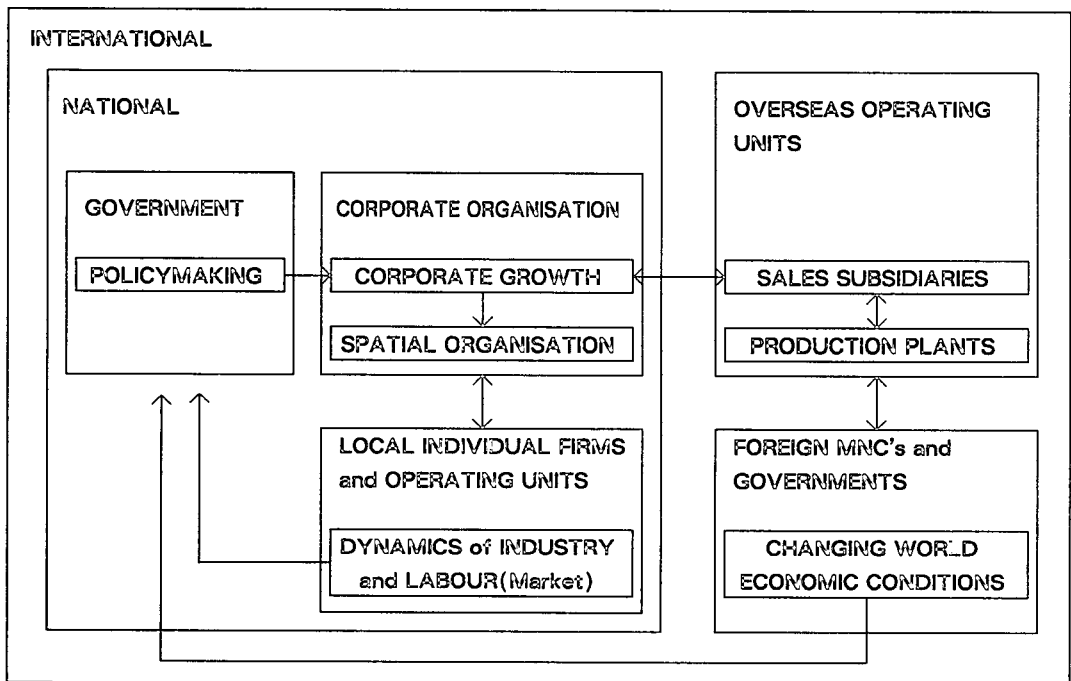 INTERNATIONAL
NATIONAL
GOVERNMENT
POLICYMAKING
CORPORATE ORGANISATION
CORPORATE GROWTH
SPATIAL ORGANISATION
LOCAL INDIVIDUAL FIRMS
and OPERATING UNITS
DYNAMICS of INDUSTRY
and LABOUR(Market)
OVERSEAS OPERATING
UNITS
SALES SUBSIDIARIES
PRODUCTION PLANTS
FOREIGN MNC's and
GOVERNMENTS
CHANGING WORLD
ECONOMIC CONDITIONS